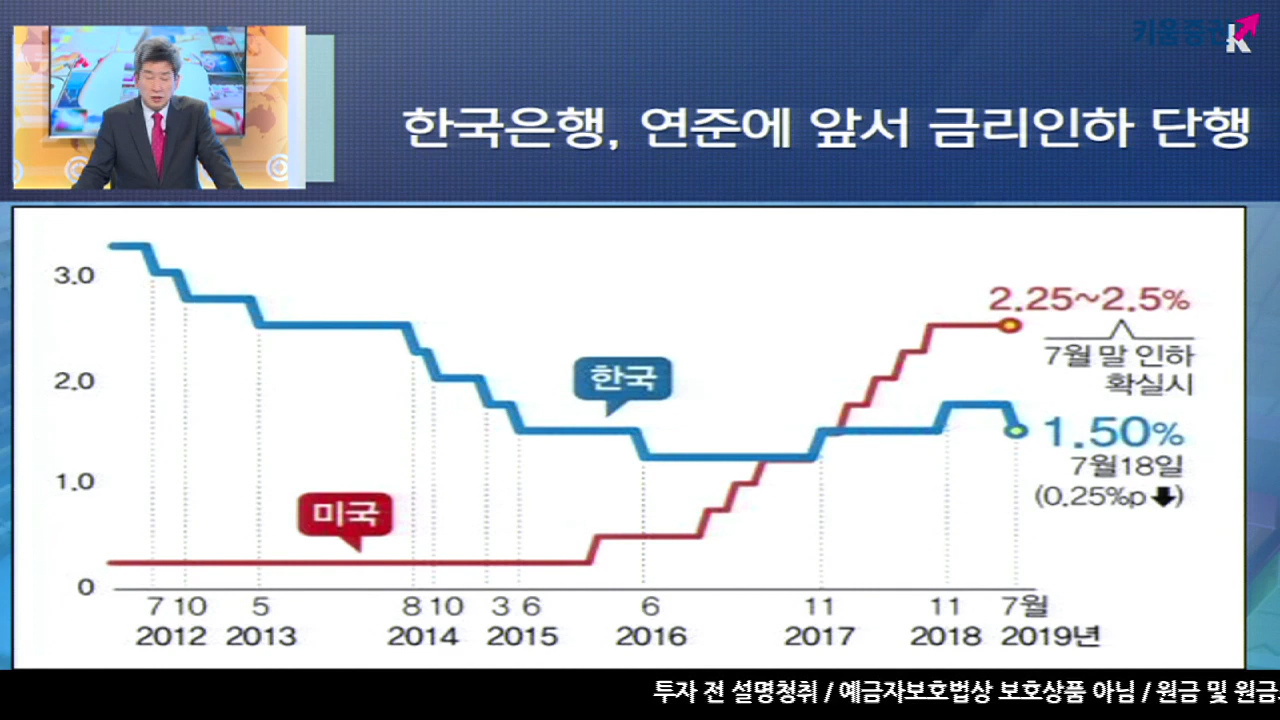 키움증권
K
한국은행, 연준에 앞서 금리인하 단행
3.0
2.0
1.0
0
한국
미국
2.25~2.5%
7월 말 인하
확실시
1.50%
7월18일
(0.25%p⬇)
7 10 5 8 10 3 6 6 11 11 7월
2012 2013 2014 2015 2016 2017 2018 2019년
투자 전 설명청취 / 예금자보호법상 보호상품 아님 / 원금 및 원금